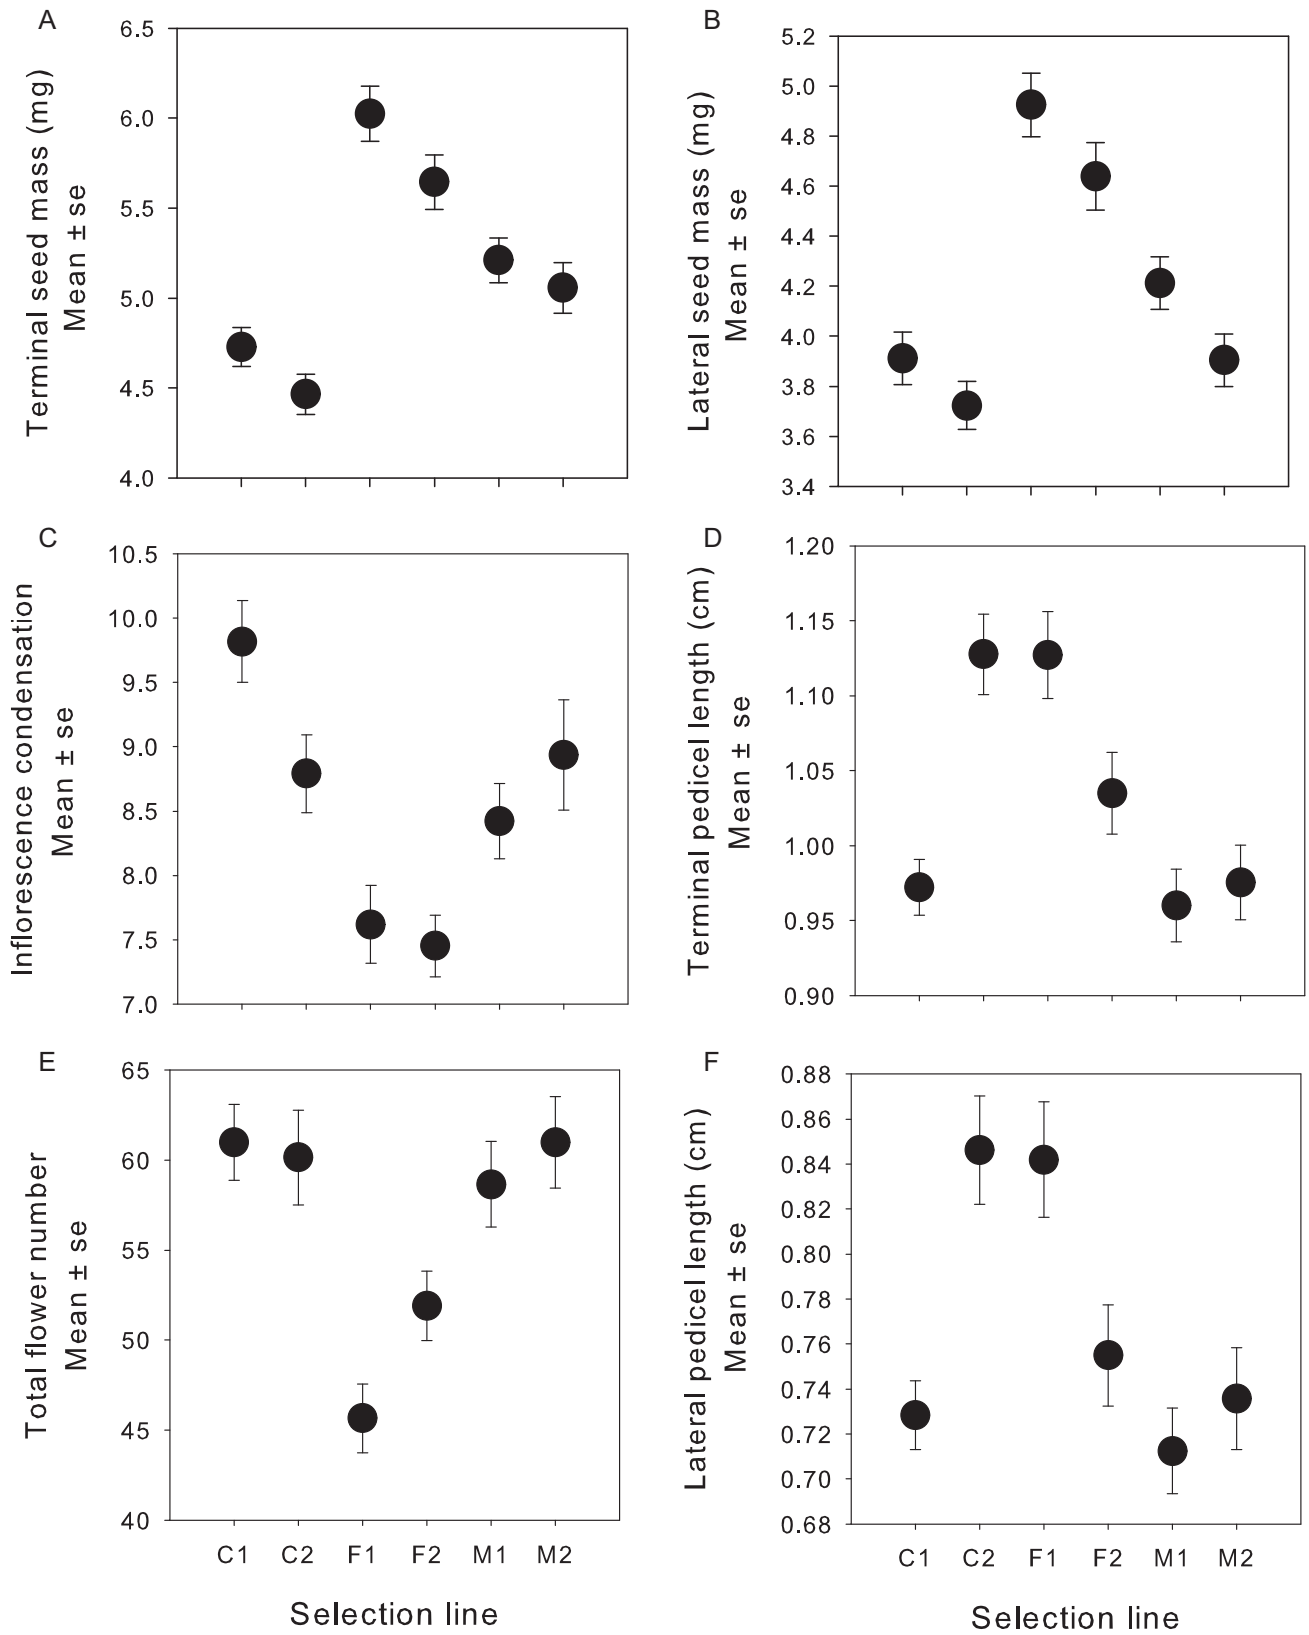 A
Terminal seed mass (mg)
Mean ± se
6.5
6.0
5.5
5.0
4.5
4.0
B
Lateral seed mass (mg)
Mean ± se
5.2
5.0
4.8
4.6
4.4
4.2
4.0
3.8
3.6
3.4
C
Inflorescence condensation
Mean ± se
10.5
10.0
9.5
9.0
8.5
8.0
7.5
7.0
D
Terminal pedicel length (cm)
Mean ± se
1.20
1.15
1.10
1.05
1.00
0.95
0.90
E
Total flower number
Mean ± se
65
60
55
50
45
40
C1 C2 F1 F2 M1 M2
Selection line
F
Lateral pedicel length (cm)
Mean ± se
0.88
0.86
0.84
0.82
0.80
0.78
0.76
0.74
0.72
0.70
0.68
C1 C2 F1 F2 M1 M2
Selection line